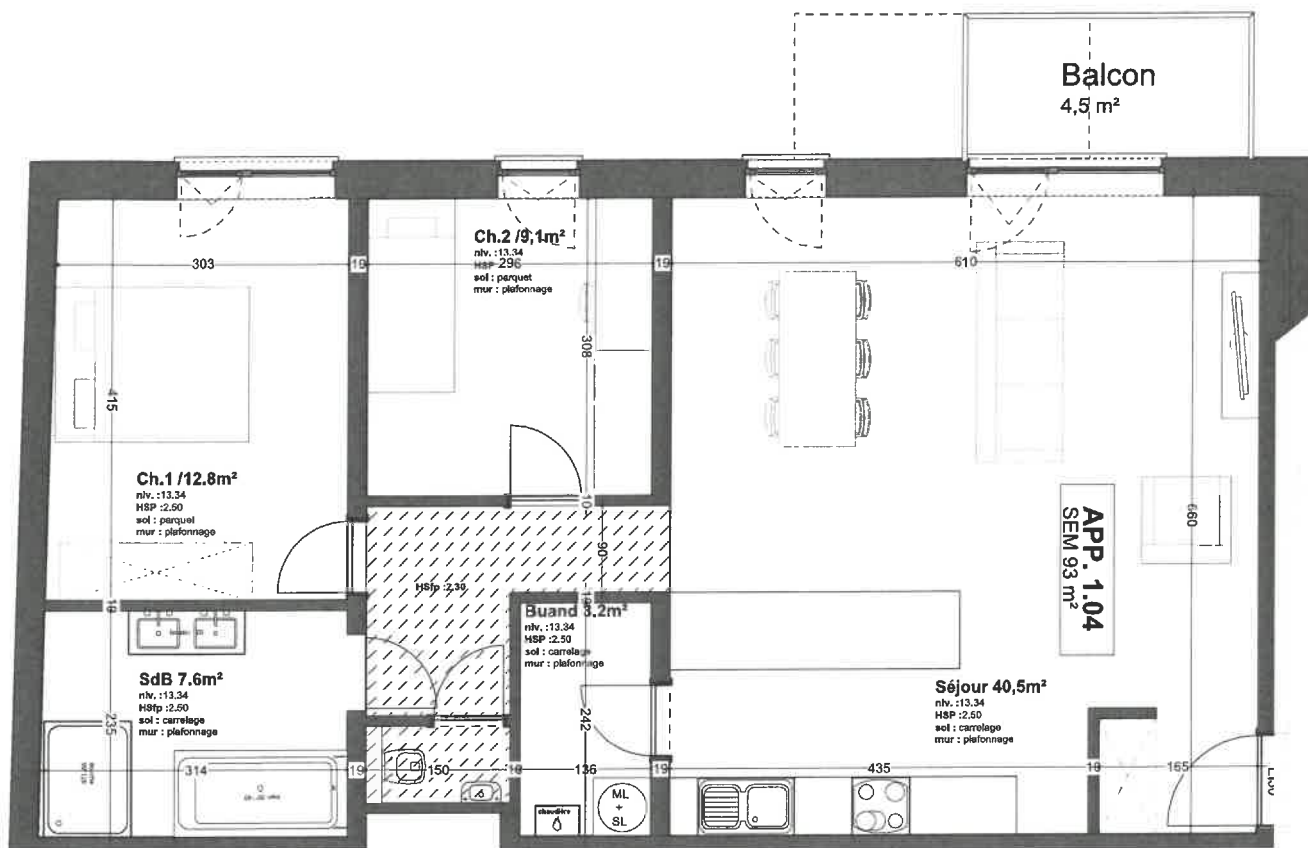 Balcon
4,5 m²
Ch.2 /9,1m²
niv. :13.34
HSP
sol : parquet
mur : plafonnage
303
19
296
19
610
308
415
Ch.1 /12.8m²
niv. :13.34
HSP :2.50
sol : parquet
mur : plafonnage
10
90
HSfp :2.30
660
APP. 1.04
SEM 93 m²
10
Buand 3.2m²
niv. :13.34
HSP :2.50
sol : carrelage
mur : plafonnage
SdB 7.6m²
niv. :13.34
HSfp :2.50
sol : carrelage
mur : plafonnage
235
242
Séjour 40,5m²
niv. :13.34
HSP :2.50
sol : carrelage
mur : plafonnage
314
19
150
10
136
19
435
10
165
chaudière
ML
+
SL